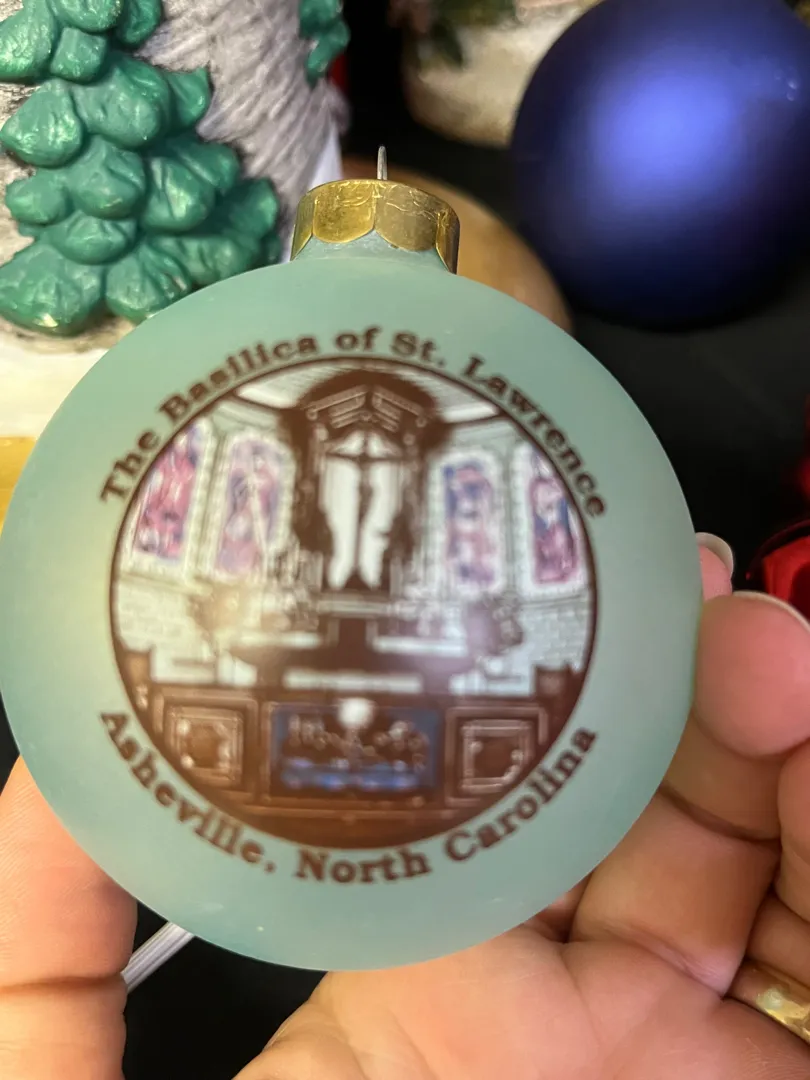 The Basilica of St. Lawrence
Asheville, North Carolina